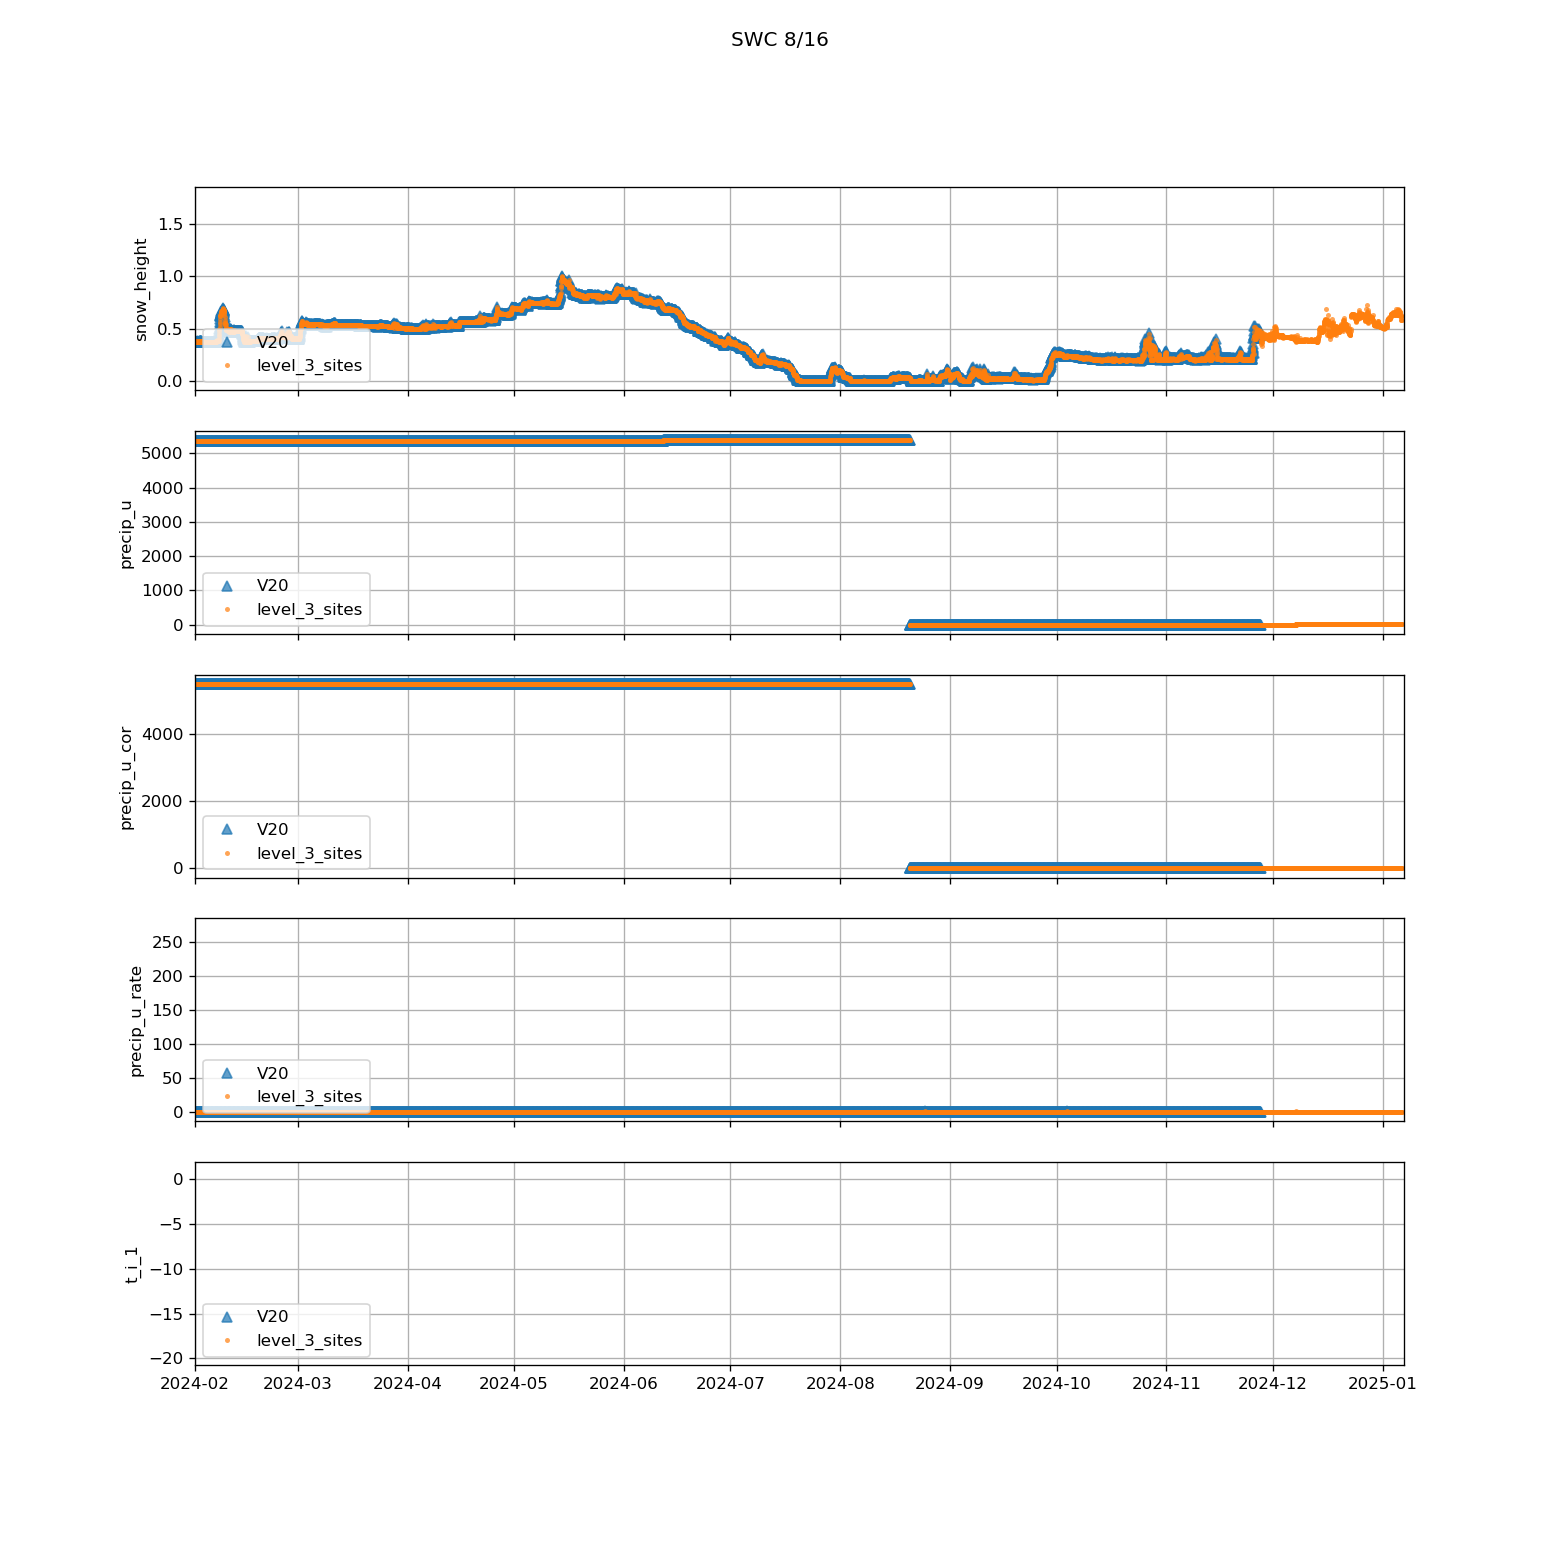 SWC 8/16
snow_height
1.5
1.0
0.5
0.0
V20
level_3_sites
precip_u
5000
4000
3000
2000
1000
0
V20
level_3_sites
precip_u_cor
4000
2000
0
V20
level_3_sites
precip_u_rate
250
200
150
100
50
0
V20
level_3_sites
t_i_1
0
−5
−10
−15
−20
V20
level_3_sites
2024-02 2024-03 2024-04 2024-05 2024-06 2024-07 2024-08 2024-09 2024-10 2024-11 2024-12 2025-01